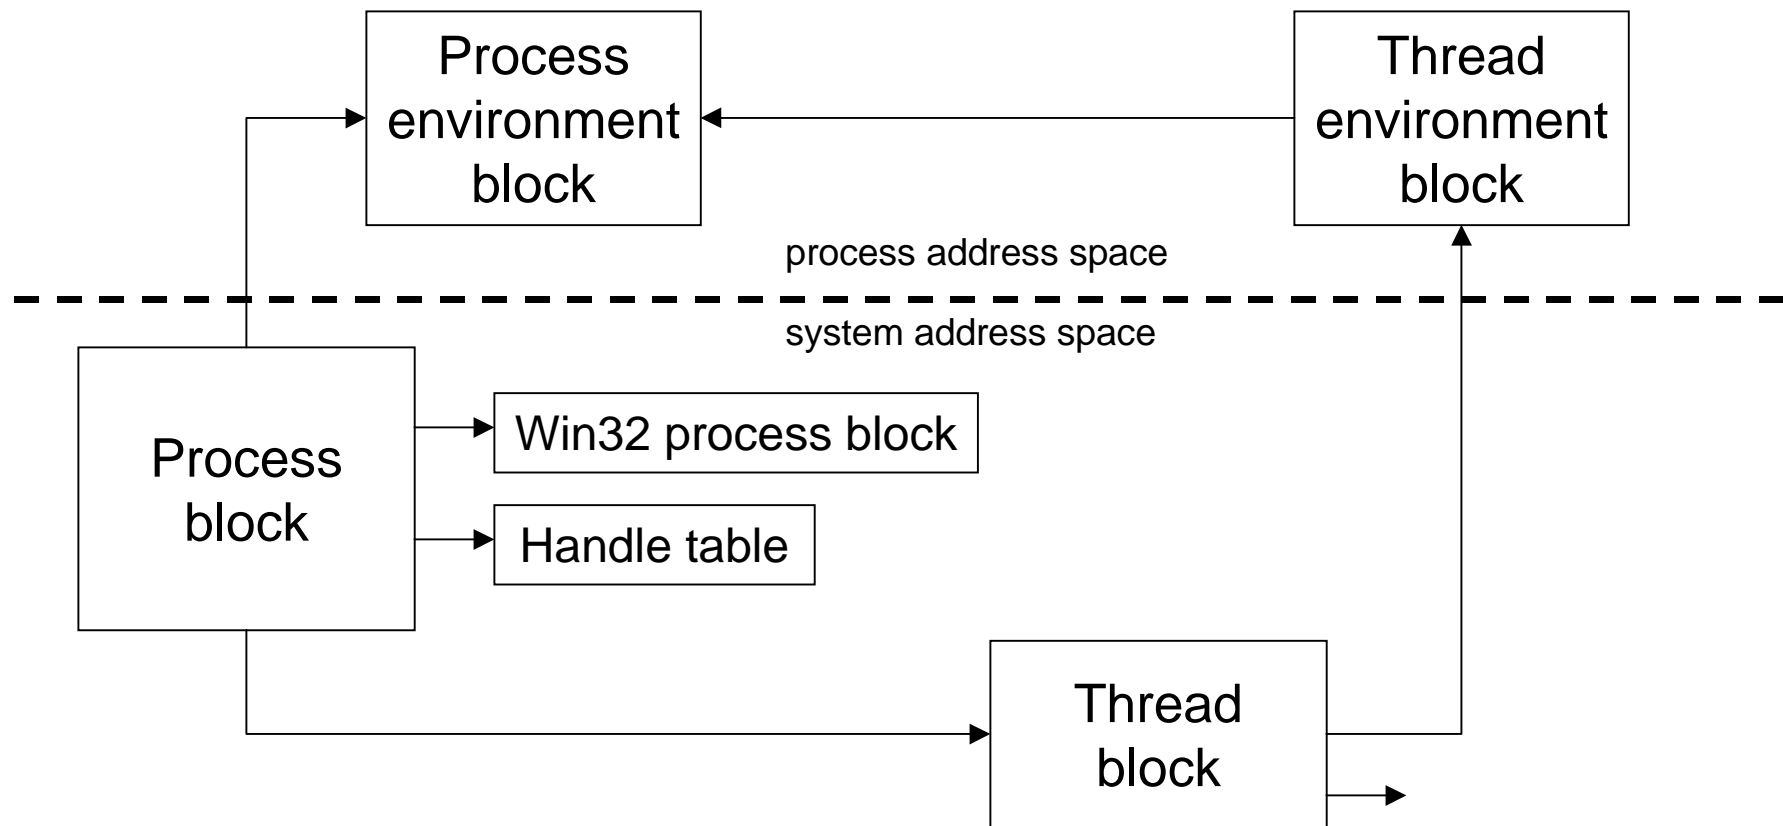 Process
environment
block
Thread
environment
block
process address space
system address space
Process
block
Win32 process block
Handle table
Thread
block